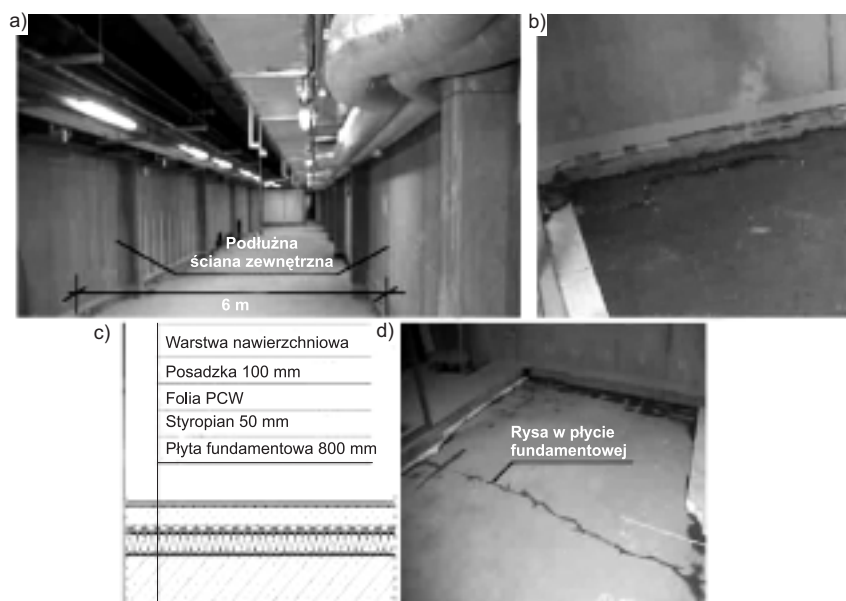 a)
b)
Podłużna
ściana zewnętrzna
6 m
c)
Warstwa nawierzchniowa
Posadzka 100 mm
Folia PCW
Styropian 50 mm
Płyta fundamentowa 800 mm
d)
Rysa w płycie
fundamentowej